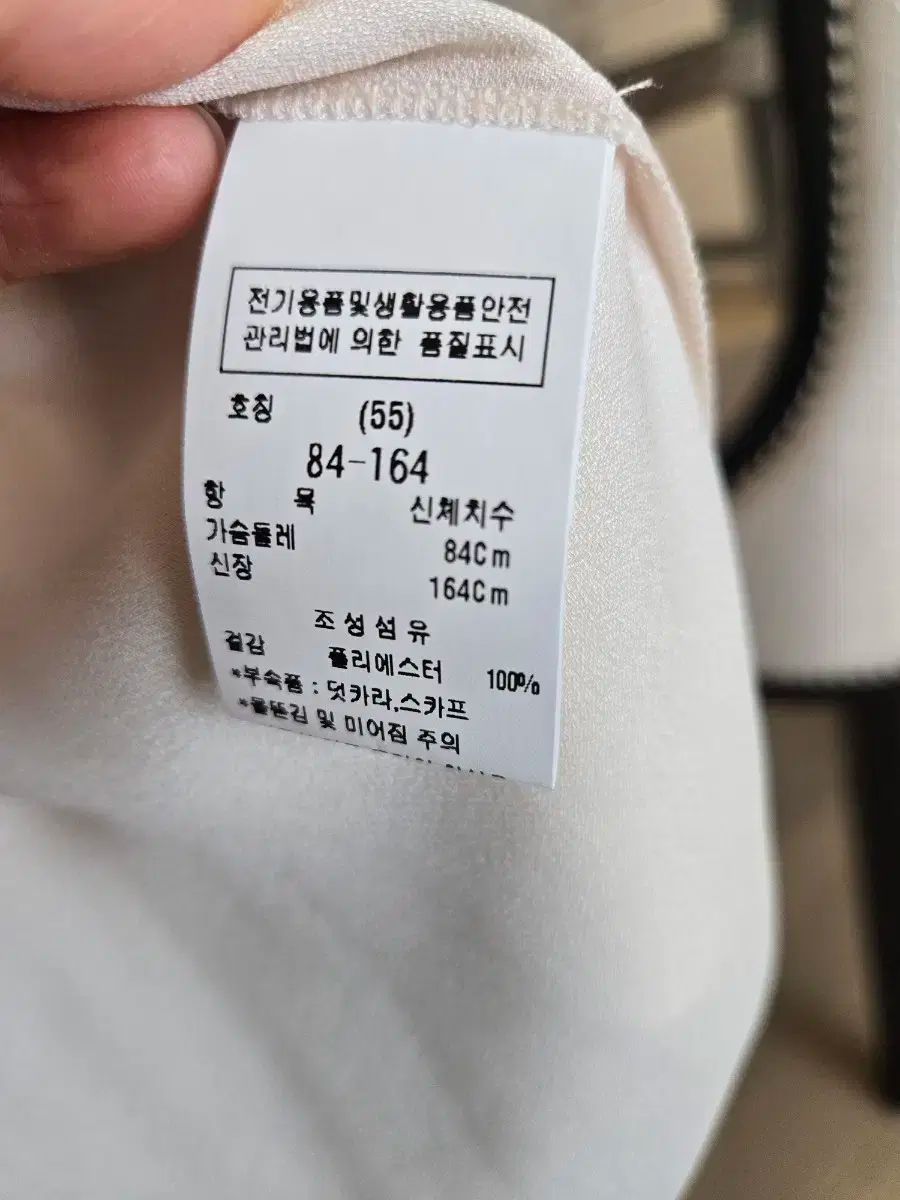 전기용품및생활용품안전
관리법에 의한 품질표시
호칭 (55)
84-164
항 목 신체치수
가슴둘레 84Cm
신장 164Cm
조성섬유
겉감 폴리에스터 100%
*부속품 : 덧카라,스카프
*올뜯김 및 미어짐 주의